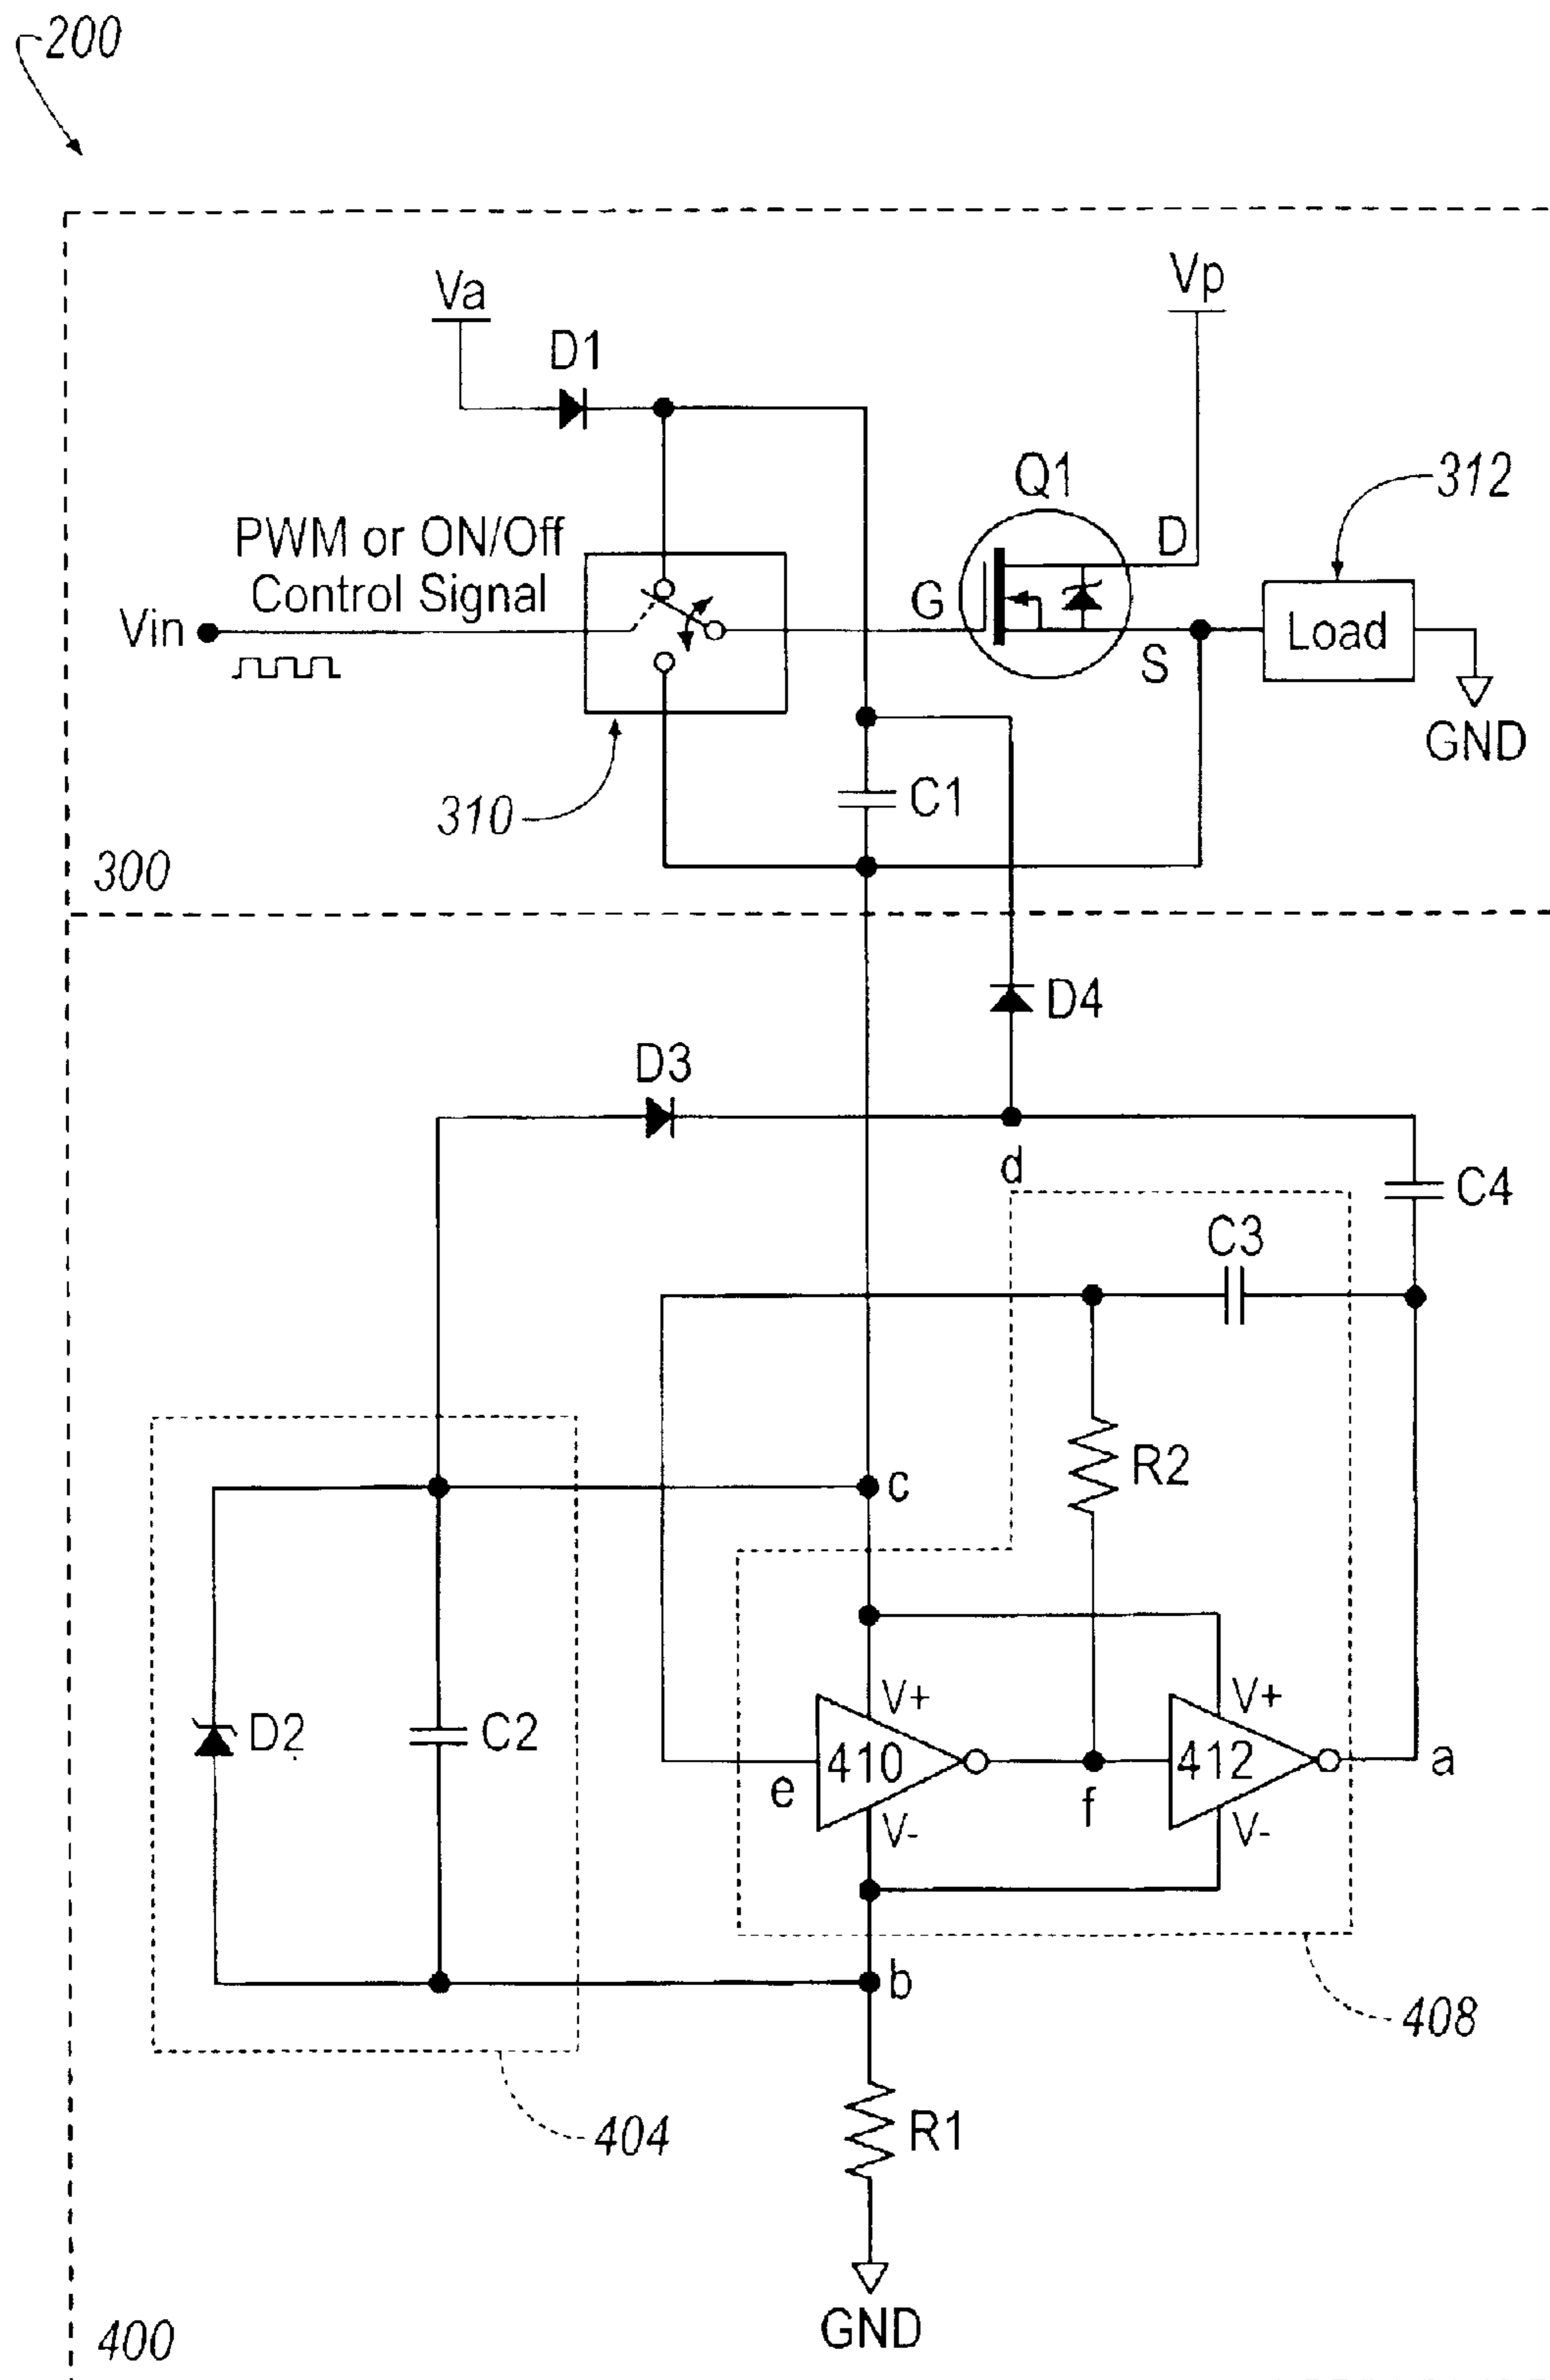 200
Va
Vp
D1
Q1
312
PWM or ON/Off
Control Signal
D
G
Vin
Load
S
GND
C1
310
300
D4
D3
d
C4
C3
R2
c
V+
V+
D2
C2
410
412
a
e
f
V-
V-
b
408
404
R1
GND
400